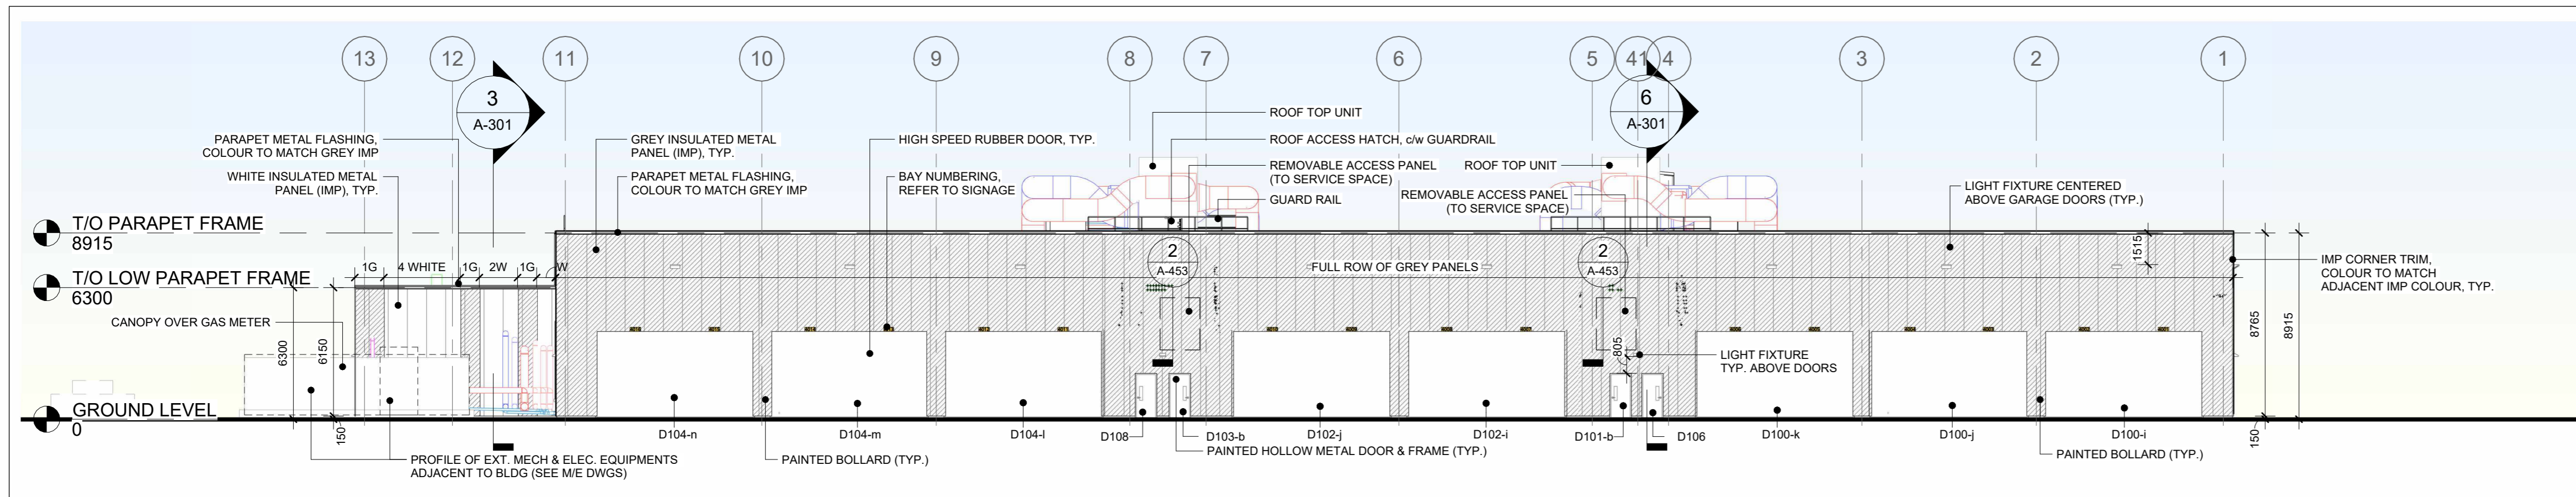 13
12
11
10
9
8
7
6
5
41
4
3
2
1
3
A-301
6
A-301
PARAPET METAL FLASHING,
COLOUR TO MATCH GREY IMP
WHITE INSULATED METAL
PANEL (IMP), TYP.
GREY INSULATED METAL
PANEL (IMP), TYP.
PARAPET METAL FLASHING,
COLOUR TO MATCH GREY IMP
HIGH SPEED RUBBER DOOR, TYP.
BAY NUMBERING,
REFER TO SIGNAGE
ROOF TOP UNIT
ROOF ACCESS HATCH, c/w GUARDRAIL
REMOVABLE ACCESS PANEL
(TO SERVICE SPACE)
GUARD RAIL
ROOF TOP UNIT
REMOVABLE ACCESS PANEL
(TO SERVICE SPACE)
LIGHT FIXTURE CENTERED
ABOVE GARAGE DOORS (TYP.)
T/O PARAPET FRAME
8915
T/O LOW PARAPET FRAME
6300
1G
4 WHITE
1G
2W
1G
W
2
A-453
FULL ROW OF GREY PANELS
2
A-453
1515
IMP CORNER TRIM,
COLOUR TO MATCH
ADJACENT IMP COLOUR, TYP.
CANOPY OVER GAS METER
6300
6150
805
LIGHT FIXTURE
TYP. ABOVE DOORS
8765
8915
GROUND LEVEL
0
150
D104-n
D104-m
D104-l
D108
D103-b
D102-j
D102-i
D101-b
D106
D100-k
D100-j
D100-i
150
PROFILE OF EXT. MECH & ELEC. EQUIPMENTS
ADJACENT TO BLDG (SEE M/E DWGS)
PAINTED BOLLARD (TYP.)
PAINTED HOLLOW METAL DOOR & FRAME (TYP.)
PAINTED BOLLARD (TYP.)